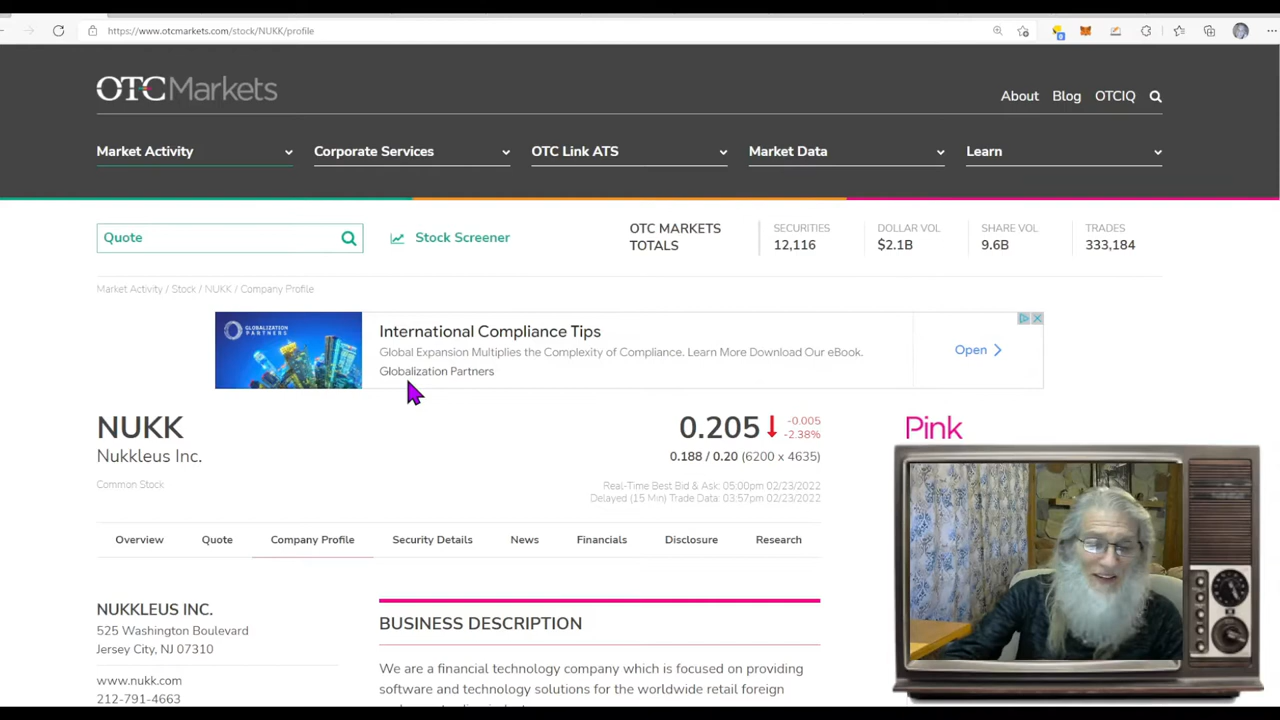 https://www.otcmarkets.com/stock/NUKK/profile
OTCMarkets
About Blog OTCIQ
Market Activity Corporate Services OTC Link ATS Market Data Learn
Quote
Stock Screener
OTC MARKETS
TOTALS
SECURITIES
12,116
DOLLAR VOL
$2.1B
SHARE VOL
9.6B
TRADES
333,184
Market Activity / Stock / NUKK / Company Profile
GLOBALIZATION
PARTNERS
International Compliance Tips
Global Expansion Multiplies the Complexity of Compliance. Learn More Download Our eBook.
Globalization Partners
Open
NUKK
Nukkleus Inc.
Common Stock
0.205
-0.005
-2.38%
0.188 / 0.20 (6200 x 4635)
Real-Time Best Bid & Ask: 05:00pm 02/23/2022
Delayed (15 Min) Trade Data: 03:57pm 02/23/2022
Pink
Overview Quote Company Profile Security Details News Financials Disclosure Research
NUKKLEUS INC.
525 Washington Boulevard
Jersey City, NJ 07310
www.nukk.com
212-791-4663
BUSINESS DESCRIPTION
We are a financial technology company which is focused on providing
software and technology solutions for the worldwide retail foreign